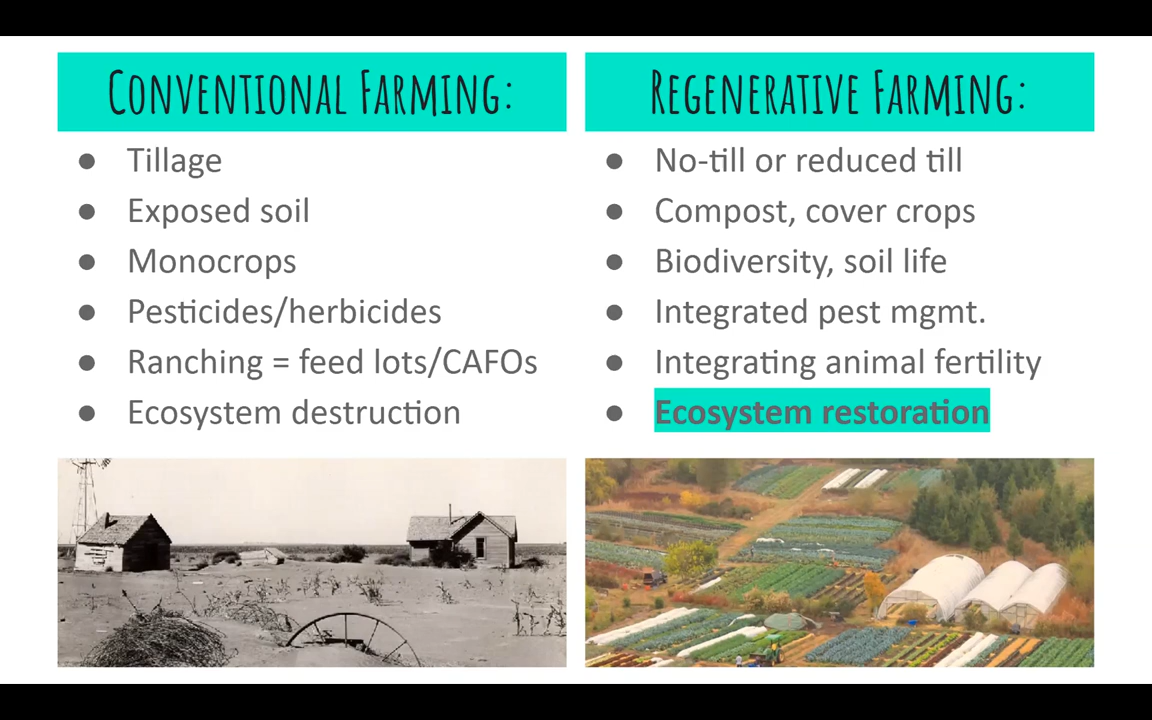 Conventional Farming:
● Tillage
● Exposed soil
● Monocrops
● Pesticides/herbicides
● Ranching = feed lots/CAFOs
● Ecosystem destruction
Regenerative Farming:
● No-till or reduced till
● Compost, cover crops
● Biodiversity, soil life
● Integrated pest mgmt.
● Integrating animal fertility
● Ecosystem restoration